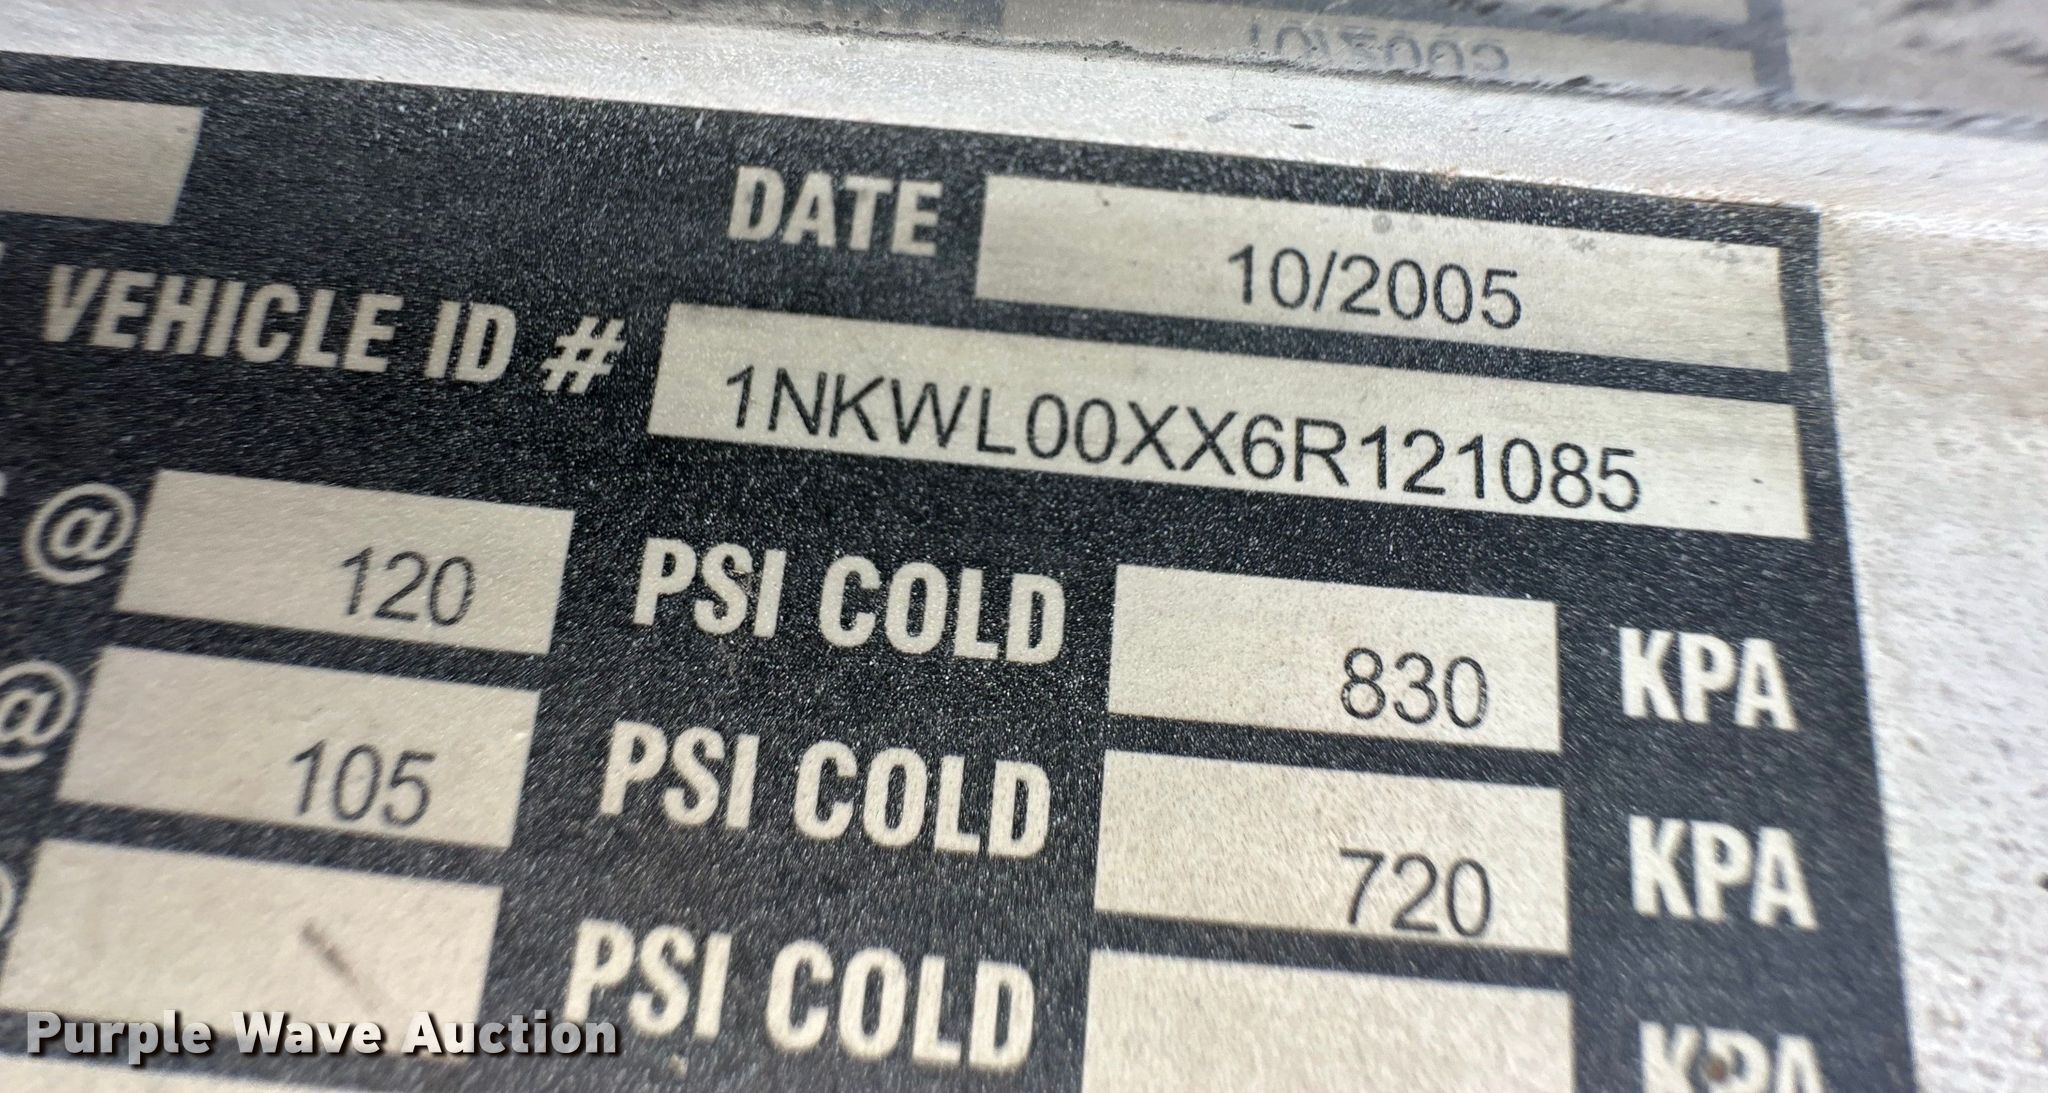 DATE 10/2005
VEHICLE ID # 1NKWL00XX6R121085
@ 120 PSI COLD 830 KPA
@ 105 PSI COLD 720 KPA
PSI COLD KPA
Purple Wave Auction